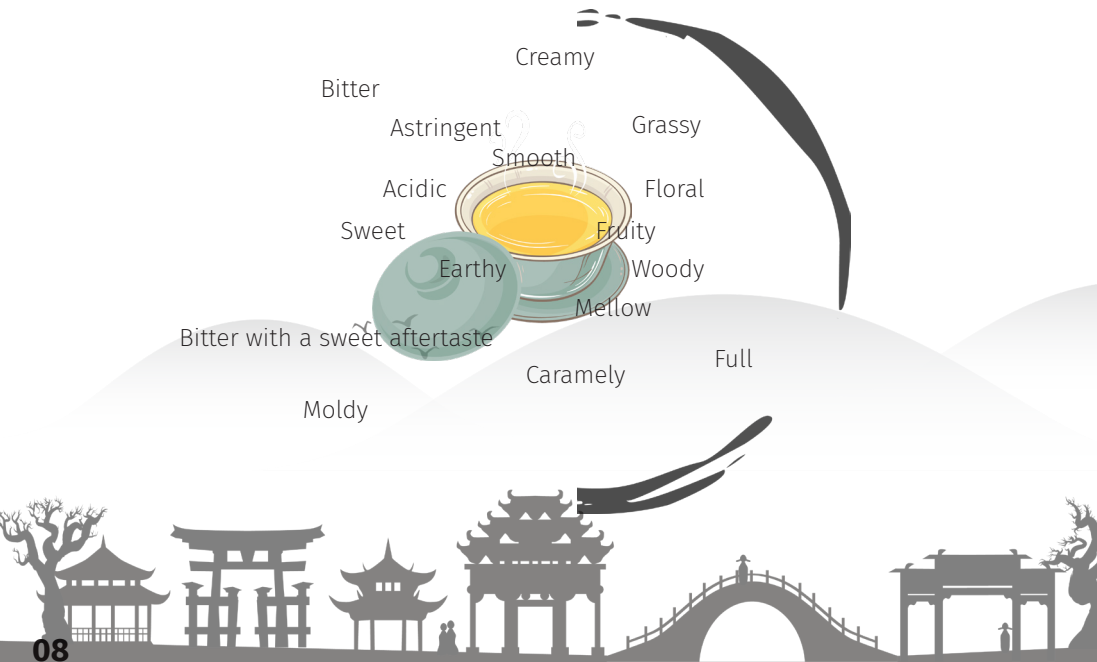 Creamy
Bitter
Astringent
Grassy
Smooth
Acidic
Floral
Sweet
Fruity
Earthy
Woody
Mellow
Bitter with a sweet aftertaste
Full
Caramely
Moldy
08